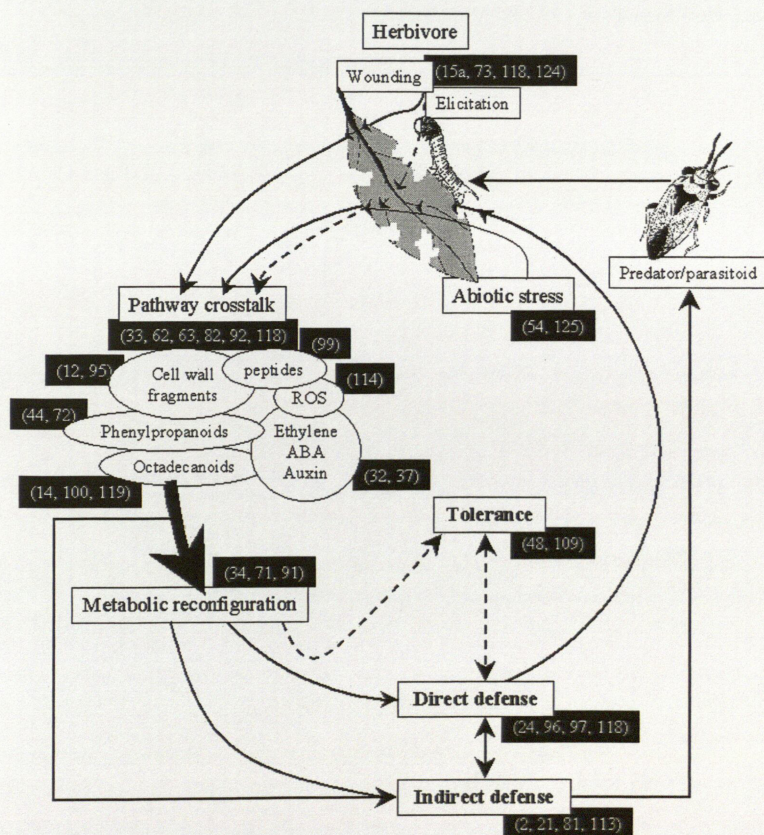 Herbivore
Wounding
(15a, 73, 118, 124)
Elicitation
Predator/parasitoid
Abiotic stress
(54, 125)
Pathway crosstalk
(33, 62, 63, 82, 92, 118)
(99)
(12, 95)
Cell wall
fragments
peptides
(114)
ROS
(44, 72)
Phenylpropanoids
Ethylene
ABA
Auxin
Octadecanoids
(32, 37)
(14, 100, 119)
Tolerance
(48, 109)
(34, 71, 91)
Metabolic reconfiguration
Direct defense
(24, 96, 97, 118)
Indirect defense
(2, 21, 81, 113)